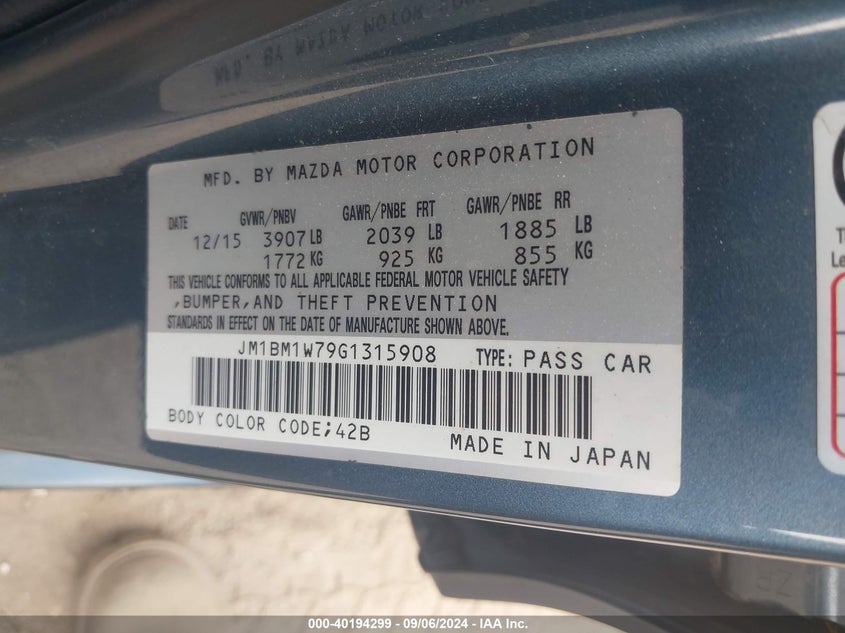 MFD. BY MAZDA MOTOR CORPORATION
DATE GVWR/PNBV GAWR/PNBE FRT GAWR/PNBE RR
12/15 3907 LB 2039 LB 1885 LB
1772 KG 925 KG 855 KG
THIS VEHICLE CONFORMS TO ALL APPLICABLE FEDERAL MOTOR VEHICLE SAFETY
,BUMPER,AND THEFT PREVENTION
STANDARDS IN EFFECT ON THE DATE OF MANUFACTURE SHOWN ABOVE.
JM1BM1W79G1315908 TYPE: PASS CAR
BODY COLOR CODE;42B
MADE IN JAPAN
000-40194299 - 09/06/2024 - IAA Inc.